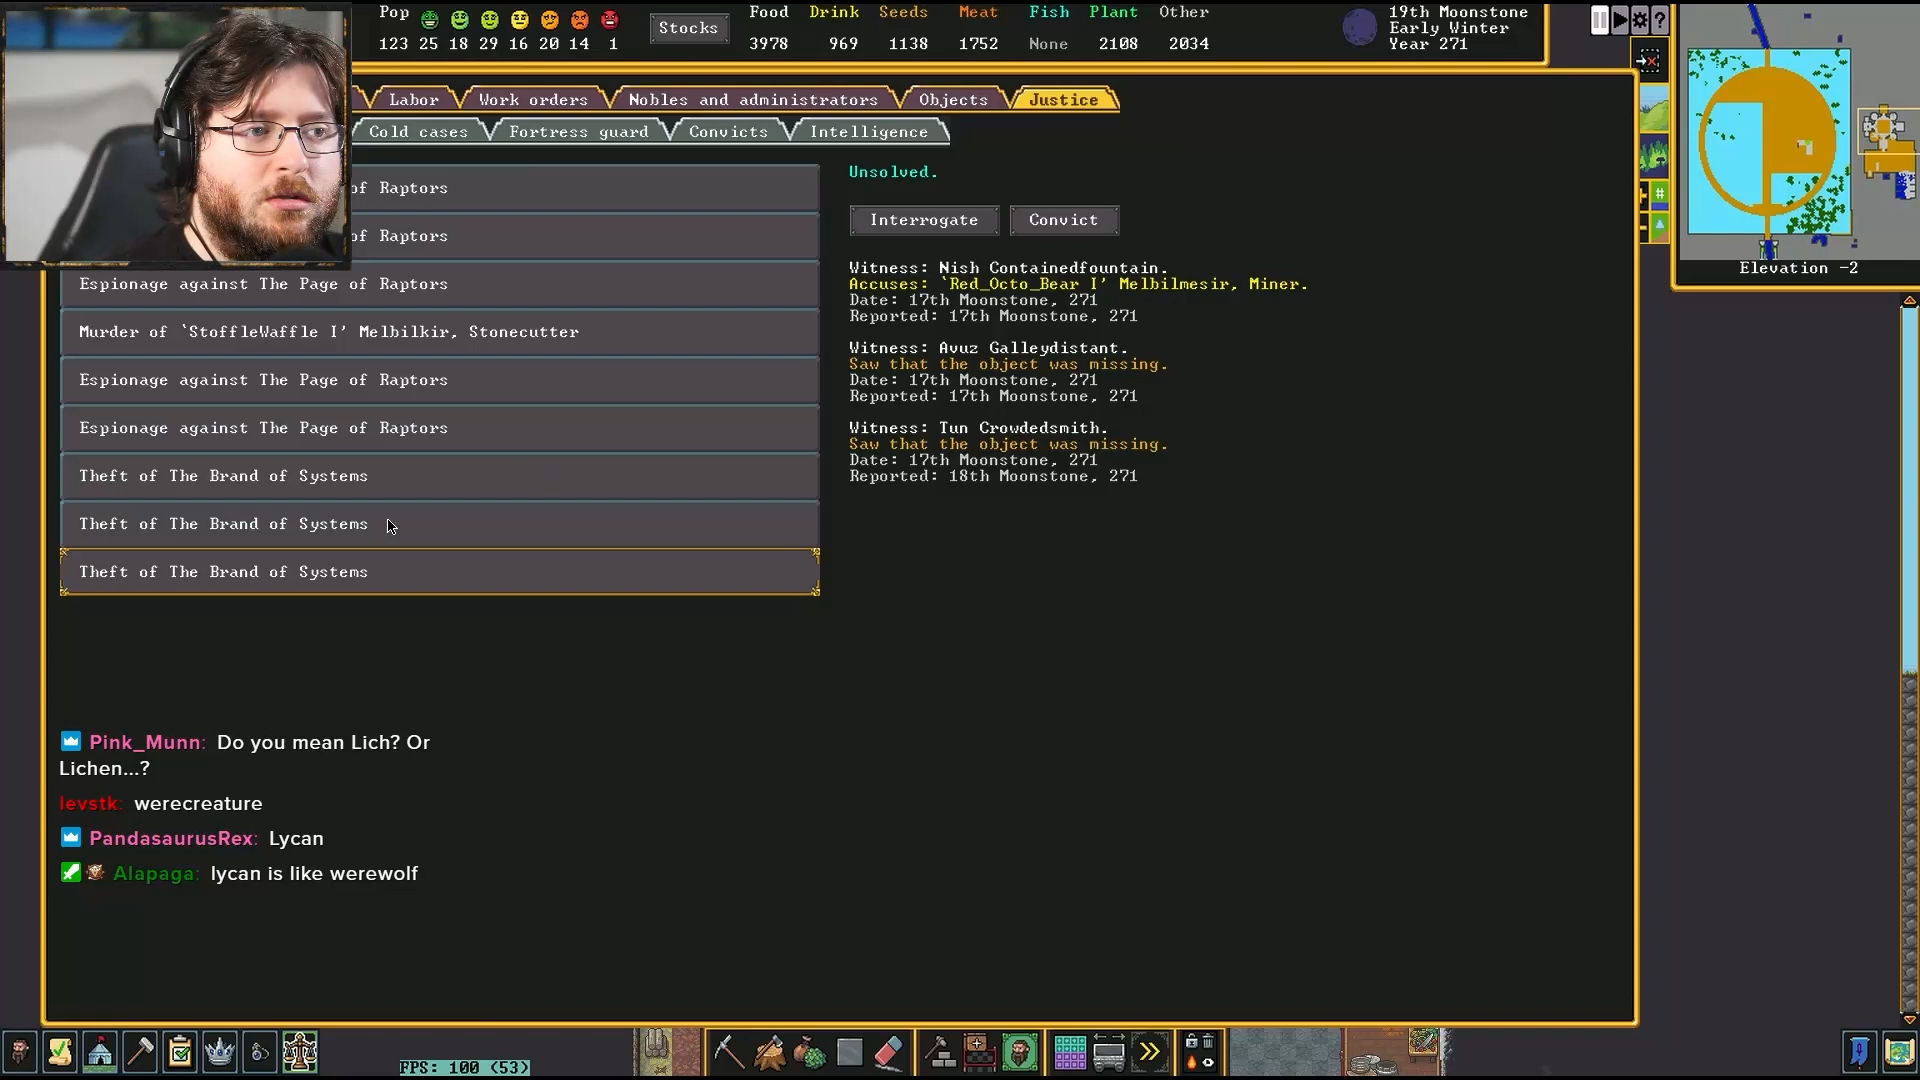 Pop
123 25 18 29 16 20 14 1
Stocks
Food Drink Seeds Meat Fish Plant Other
3978 969 1138 1752 None 2108 2034
19th Moonstone
Early Winter
Year 271
Labor Work orders Nobles and administrators Objects Justice
Cold cases Fortress guard Convicts Intelligence
of Raptors
of Raptors
Espionage against The Page of Raptors
Murder of `StoffleWaffle I' Melbilkir, Stonecutter
Espionage against The Page of Raptors
Espionage against The Page of Raptors
Theft of The Brand of Systems
Theft of The Brand of Systems
Theft of The Brand of Systems
Unsolved.
Interrogate Convict
Witness: Nish Containedfountain.
Accuses: `Red_Octo_Bear I' Melbilmesir, Miner.
Date: 17th Moonstone, 271
Reported: 17th Moonstone, 271
Witness: Avuz Galleydistant.
Saw that the object was missing.
Date: 17th Moonstone, 271
Reported: 17th Moonstone, 271
Witness: Tun Crowdedsmith.
Saw that the object was missing.
Date: 17th Moonstone, 271
Reported: 18th Moonstone, 271
Elevation -2
Pink_Munn: Do you mean Lich? Or
Lichen...?
levstk: werecreature
PandasaurusRex: Lycan
Alapaga: lycan is like werewolf
FPS: 100 (53)